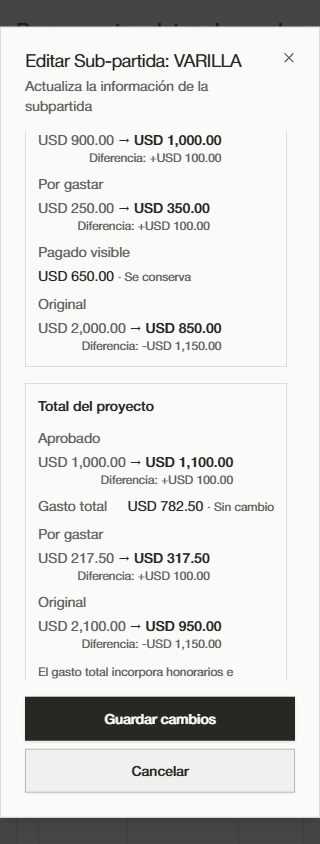 Editar Sub-partida: VARILLA
Actualiza la información de la
subpartida
USD 900.00 → USD 1,000.00
Diferencia: +USD 100.00
Por gastar
USD 250.00 → USD 350.00
Diferencia: +USD 100.00
Pagado visible
USD 650.00 · Se conserva
Original
USD 2,000.00 → USD 850.00
Diferencia: -USD 1,150.00
Total del proyecto
Aprobado
USD 1,000.00 → USD 1,100.00
Diferencia: +USD 100.00
Gasto total USD 782.50 · Sin cambio
Por gastar
USD 217.50 → USD 317.50
Diferencia: +USD 100.00
Original
USD 2,100.00 → USD 950.00
Diferencia: -USD 1,150.00
El gasto total incorpora honorarios e
Guardar cambios
Cancelar